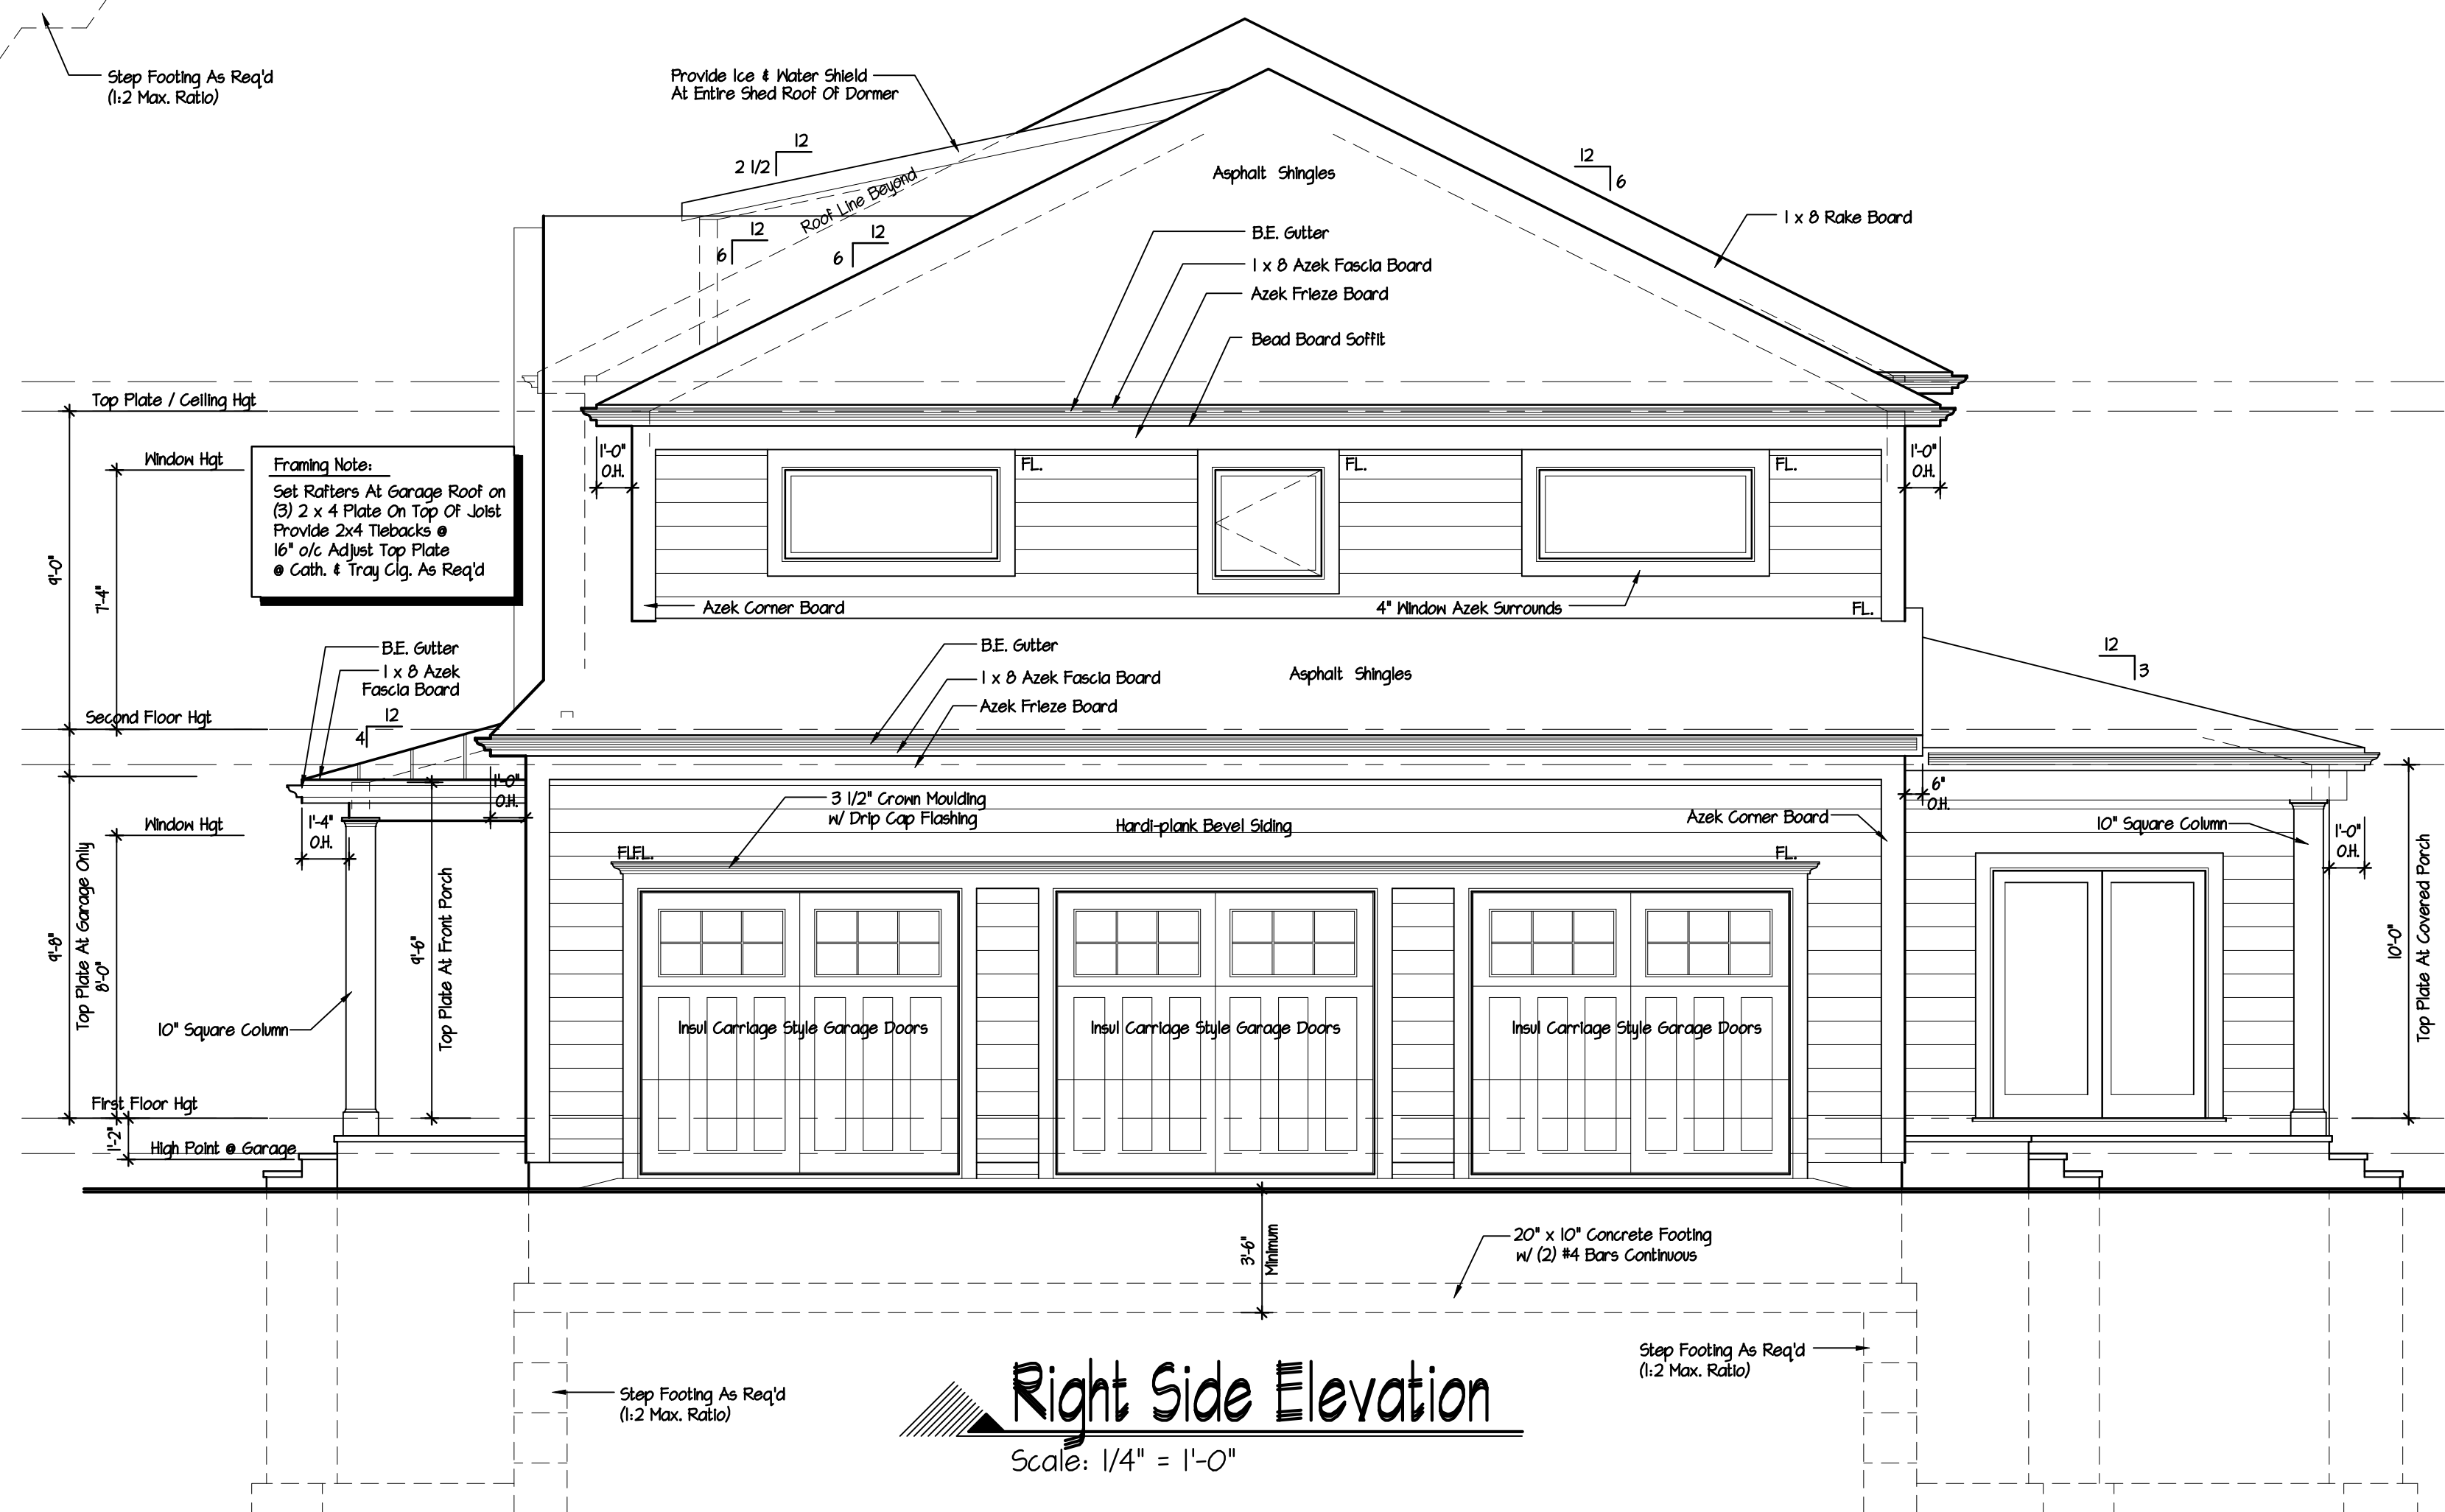 Step Footing As Req'd
(1:2 Max. Ratio)
Provide Ice & Water Shield
At Entire Shed Roof Of Dormer
12
2 1/2
Roof Line Beyond
12
6
12
6
Asphalt Shingles
12
6
1 x 8 Rake Board
B.E. Gutter
1 x 8 Azek Fascia Board
Azek Frieze Board
Bead Board Soffit
Top Plate / Ceiling Hgt
Window Hgt
9'-0"
7'-4"
Framing Note:
Set Rafters At Garage Roof on
(3) 2 x 4 Plate On Top Of Joist
Provide 2x4 Tiebacks @
16" o/c Adjust Top Plate
@ Cath. & Tray Clg. As Req'd
1'-0"
O.H.
FL.
FL.
FL.
1'-0"
O.H.
Azek Corner Board
4" Window Azek Surrounds
FL.
B.E. Gutter
1 x 8 Azek
Fascia Board
12
4
Second Floor Hgt
B.E. Gutter
1 x 8 Azek Fascia Board
Azek Frieze Board
Asphalt Shingles
12
3
1'-0"
O.H.
1'-4"
O.H.
Window Hgt
9'-8"
Top Plate At Garage Only
8'-0"
9'-6"
Top Plate At Front Porch
10" Square Column
3 1/2" Crown Moulding
w/ Drip Cap Flashing
Hardi-plank Bevel Siding
Azek Corner Board
FL.
FL.
FL.
6"
O.H.
10" Square Column
1'-0"
O.H.
10'-0"
Top Plate At Covered Porch
Insul Carriage Style Garage Doors
Insul Carriage Style Garage Doors
Insul Carriage Style Garage Doors
First Floor Hgt
1'-2"
High Point @ Garage
3'-6"
Minimum
20" x 10" Concrete Footing
w/ (2) #4 Bars Continuous
Step Footing As Req'd
(1:2 Max. Ratio)
Step Footing As Req'd
(1:2 Max. Ratio)
Right Side Elevation
Scale: 1/4" = 1'-0"